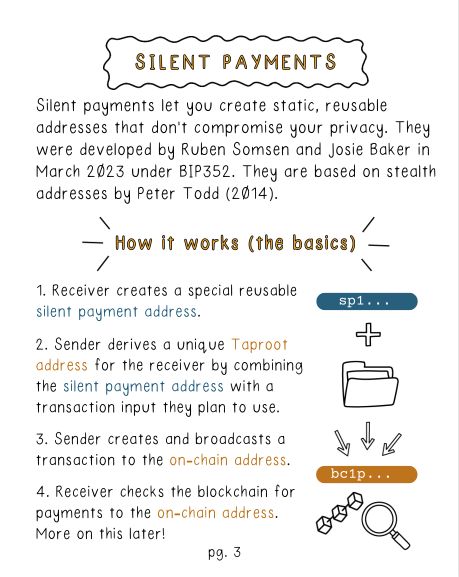 SILENT PAYMENTS
Silent payments let you create static, reusable
addresses that don't compromise your privacy. They
were developed by Ruben Somsen and Josie Baker in
March 2023 under BIP352. They are based on stealth
addresses by Peter Todd (2014).
How it works (the basics)
1. Receiver creates a special reusable
silent payment address.
2. Sender derives a unique Taproot
address for the receiver by combining
the silent payment address with a
transaction input they plan to use.
3. Sender creates and broadcasts a
transaction to the on-chain address.
4. Receiver checks the blockchain for
payments to the on-chain address.
More on this later!
sp1...
bc1p...
pg. 3